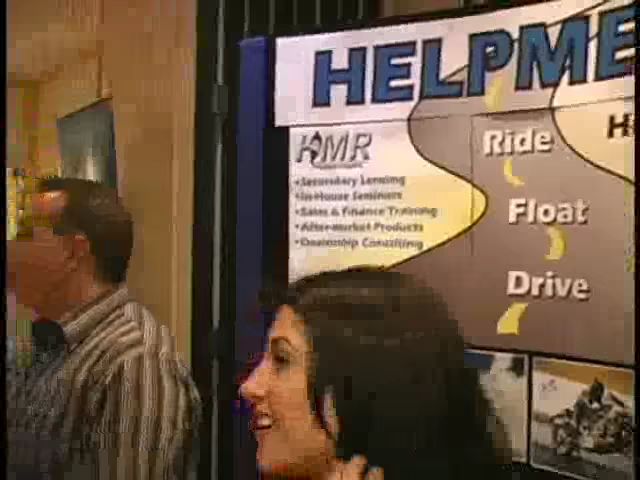 HELPME
HMR
•Secondary Lending
•In-House Seminars
•Sales & Finance Training
•After-market Products
•Dealership Consulting
Ride
H
Float
Drive